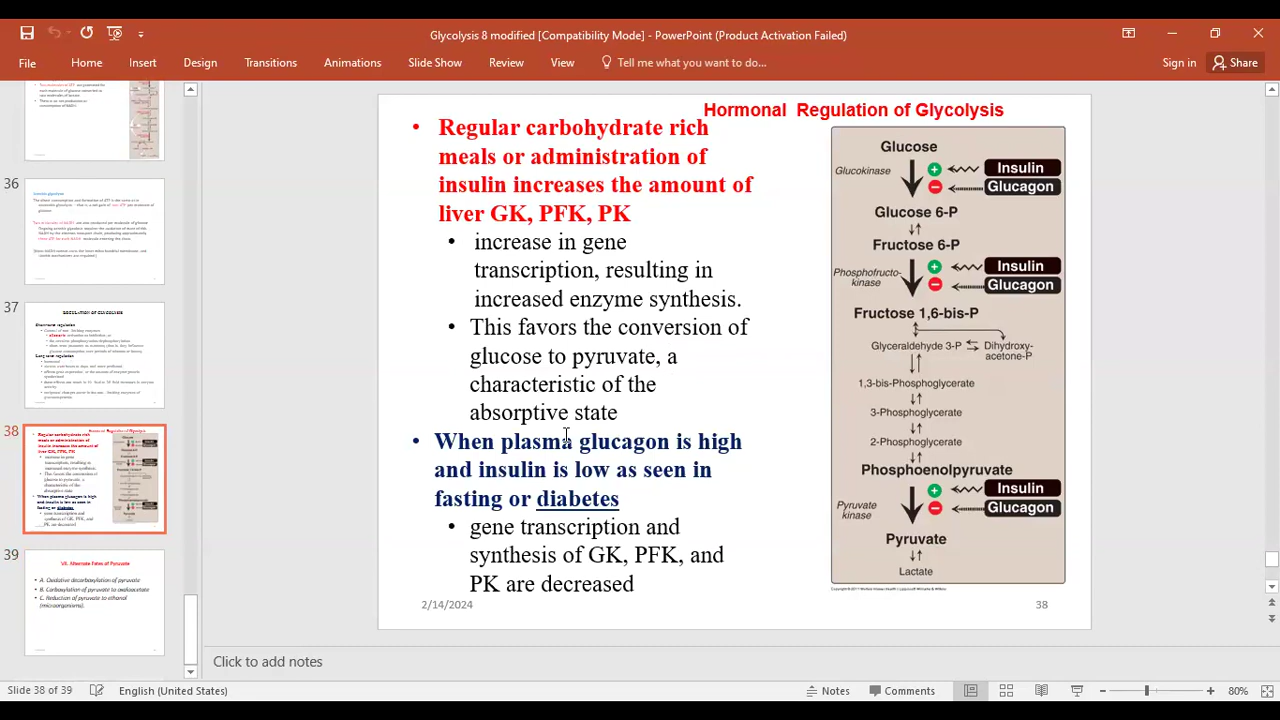 Glycolysis 8 modified [Compatibility Mode] - PowerPoint (Product Activation Failed)
File Home Insert Design Transitions Animations Slide Show Review View Tell me what you want to do... Sign in Share
36
37
REGULATION OF GLYCOLYSIS
38
39
VII. Alternate Fates of Pyruvate
• A. Oxidative decarboxylation of pyruvate
• B. Carboxylation of pyruvate to oxaloacetate
• C. Reduction of pyruvate to ethanol
(microorganisms).
Hormonal Regulation of Glycolysis
• Regular carbohydrate rich
meals or administration of
insulin increases the amount of
liver GK, PFK, PK
• increase in gene
transcription, resulting in
increased enzyme synthesis.
• This favors the conversion of
glucose to pyruvate, a
characteristic of the
absorptive state
• When plasma glucagon is high
and insulin is low as seen in
fasting or diabetes
• gene transcription and
synthesis of GK, PFK, and
PK are decreased
Glucose
Glucokinase + Insulin
− Glucagon
Glucose 6-P
Fructose 6-P
Phosphofructo-
kinase + Insulin
− Glucagon
Fructose 1,6-bis-P
Glyceraldehyde 3-P Dihydroxy-
acetone-P
1,3-bis-Phosphoglycerate
3-Phosphoglycerate
2-Phosphoglycerate
Phosphoenolpyruvate
Pyruvate
kinase + Insulin
− Glucagon
Pyruvate
Lactate
2/14/2024 38
Click to add notes
Slide 38 of 39 English (United States) Notes Comments 80%